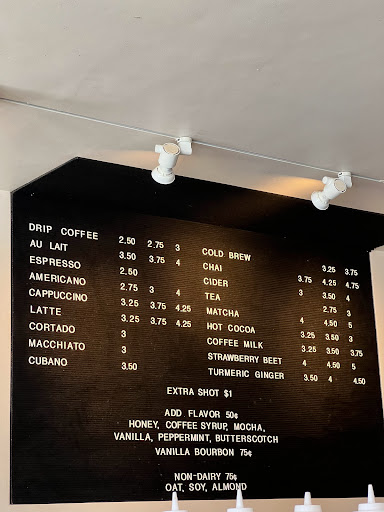 DRIP COFFEE 2.50 2.75 3
AU LAIT 3.50 3.75 4
ESPRESSO 2.50
AMERICANO 2.75 3 4
CAPPUCCINO 3.25 3.75 4.25
LATTE 3.25 3.75 4.25
CORTADO 3
MACCHIATO 3
CUBANO 3.50
COLD BREW 3.25 3.75
CHAI 3.75 4.25 4.75
CIDER 3 3.50 4
TEA 2.75 3
MATCHA 4 4.50 5
HOT COCOA 3.25 3.50
COFFEE MILK 3.25 3.50 3.75
STRAWBERRY BEET 4 4.50 5
TURMERIC GINGER 3.50 4 4.50
EXTRA SHOT $1
ADD FLAVOR 50¢
HONEY, COFFEE SYRUP, MOCHA,
VANILLA, PEPPERMINT, BUTTERSCOTCH
VANILLA BOURBON 75¢
NON-DAIRY 75¢
OAT, SOY, ALMOND